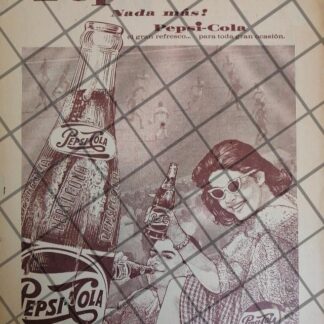 Nada más!
Pepsi-Cola
el gran refresco... para toda gran ocasión.
PEPSI-COLA
PEPSI-COLA